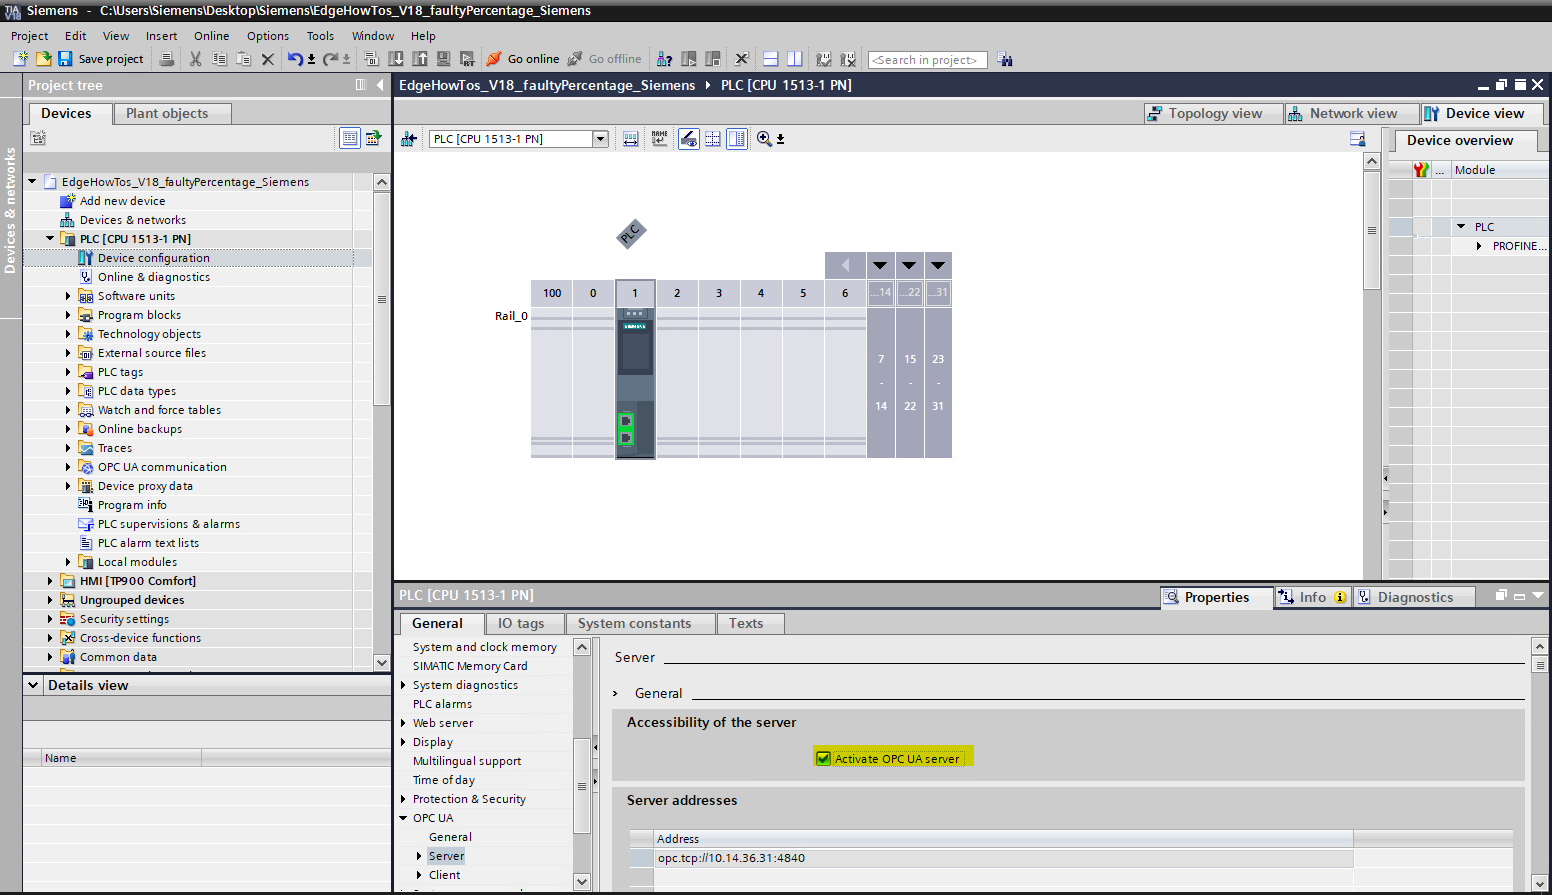 Siemens - C:\Users\Siemens\Desktop\Siemens\EdgeHowTos_V18_faultyPercentage_Siemens
Project Edit View Insert Online Options Tools Window Help
Save project
Go online
Go offline
<Search in project>
Project tree
EdgeHowTos_V18_faultyPercentage_Siemens
PLC [CPU 1513-1 PN]
Devices
Plant objects
Topology view
Network view
Device view
PLC [CPU 1513-1 PN]
NAME
Device overview
Devices & networks
... Module
PLC
PROFINE...
EdgeHowTos_V18_faultyPercentage_Siemens
Add new device
Devices & networks
PLC [CPU 1513-1 PN]
Device configuration
Online & diagnostics
Software units
Program blocks
Technology objects
External source files
PLC tags
PLC data types
Watch and force tables
Online backups
Traces
OPC UA communication
Device proxy data
Program info
PLC supervisions & alarms
PLC alarm text lists
Local modules
HMI [TP900 Comfort]
Ungrouped devices
Security settings
Cross-device functions
Common data
Details view
Name
PLC
100 0 1 2 3 4 5 6 ...14 ...22 ...31
Rail_0
SIEMENS
7 15 23
- - -
14 22 31
PLC [CPU 1513-1 PN]
Properties
Info
Diagnostics
General
IO tags
System constants
Texts
System and clock memory
SIMATIC Memory Card
System diagnostics
PLC alarms
Web server
Display
Multilingual support
Time of day
Protection & Security
OPC UA
General
Server
Client
Server
General
Accessibility of the server
Activate OPC UA server
Server addresses
Address
opc.tcp://10.14.36.31:4840